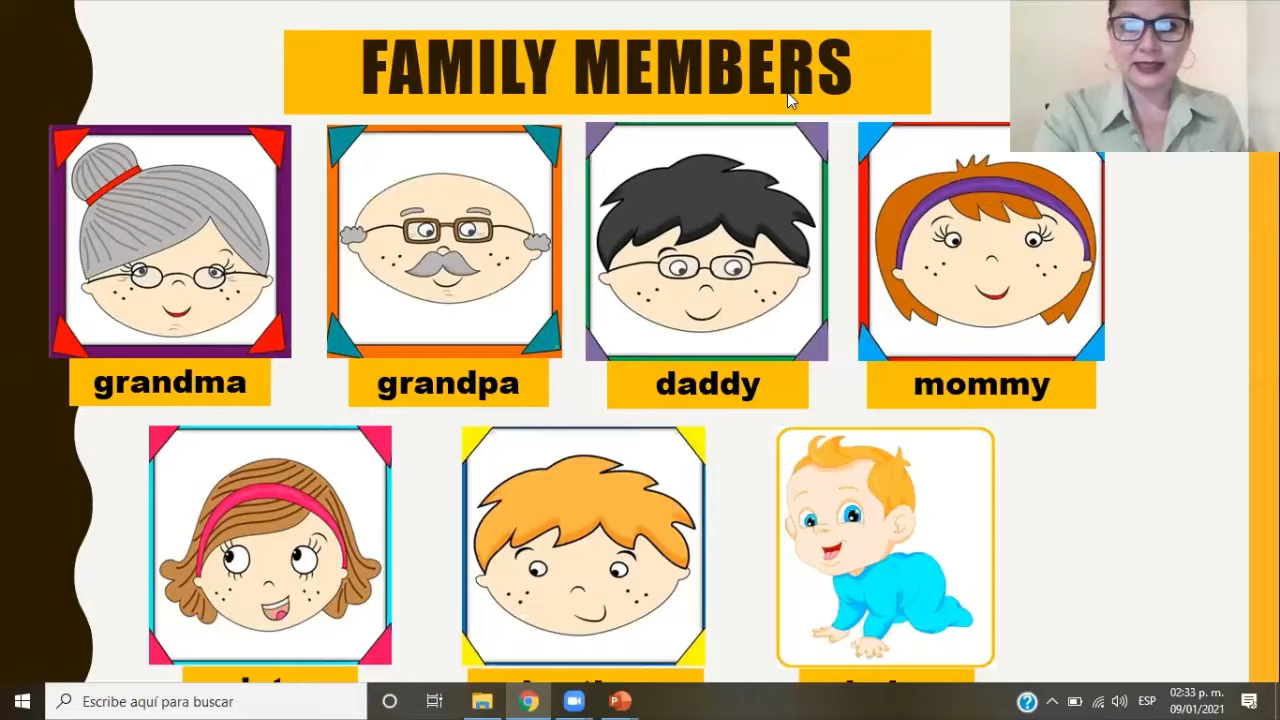 FAMILY MEMBERS
grandma
grandpa
daddy
mommy
Escribe aquí para buscar
ESP
02:33 p. m.
09/01/2021